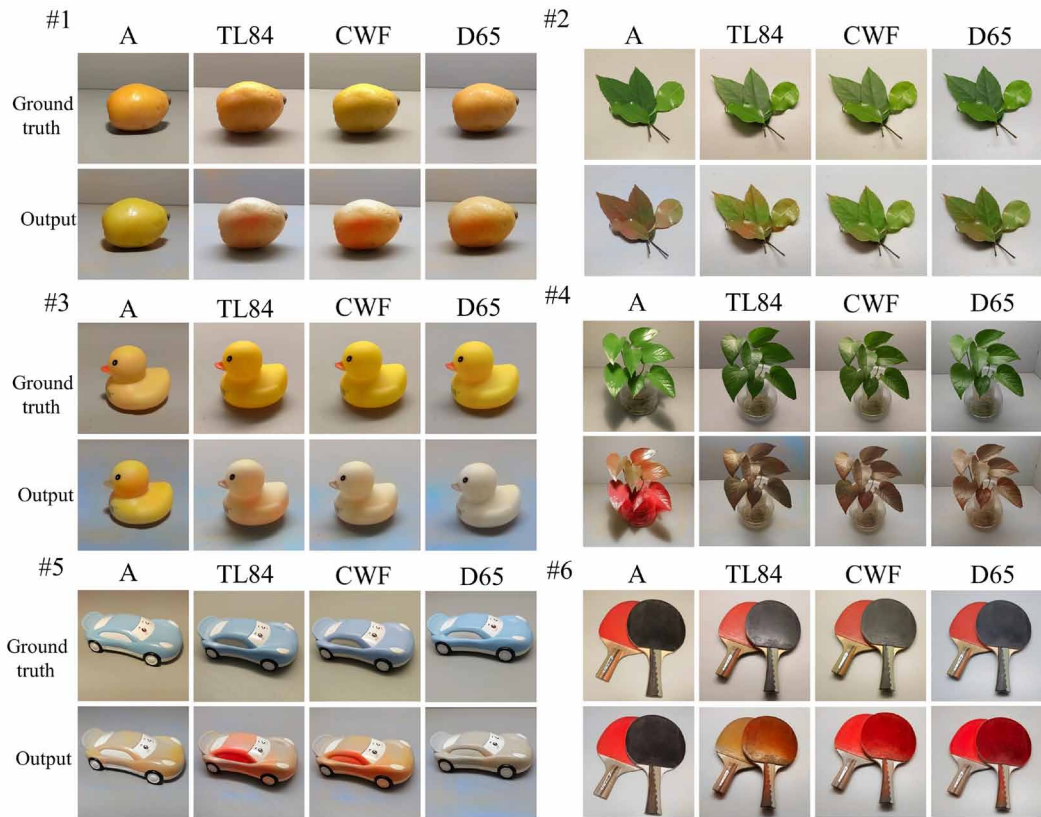 #1
A TL84 CWF D65
Ground
truth
Output
#2
A TL84 CWF D65
#3
A TL84 CWF D65
Ground
truth
Output
#4
A TL84 CWF D65
#5
A TL84 CWF D65
Ground
truth
Output
#6
A TL84 CWF D65